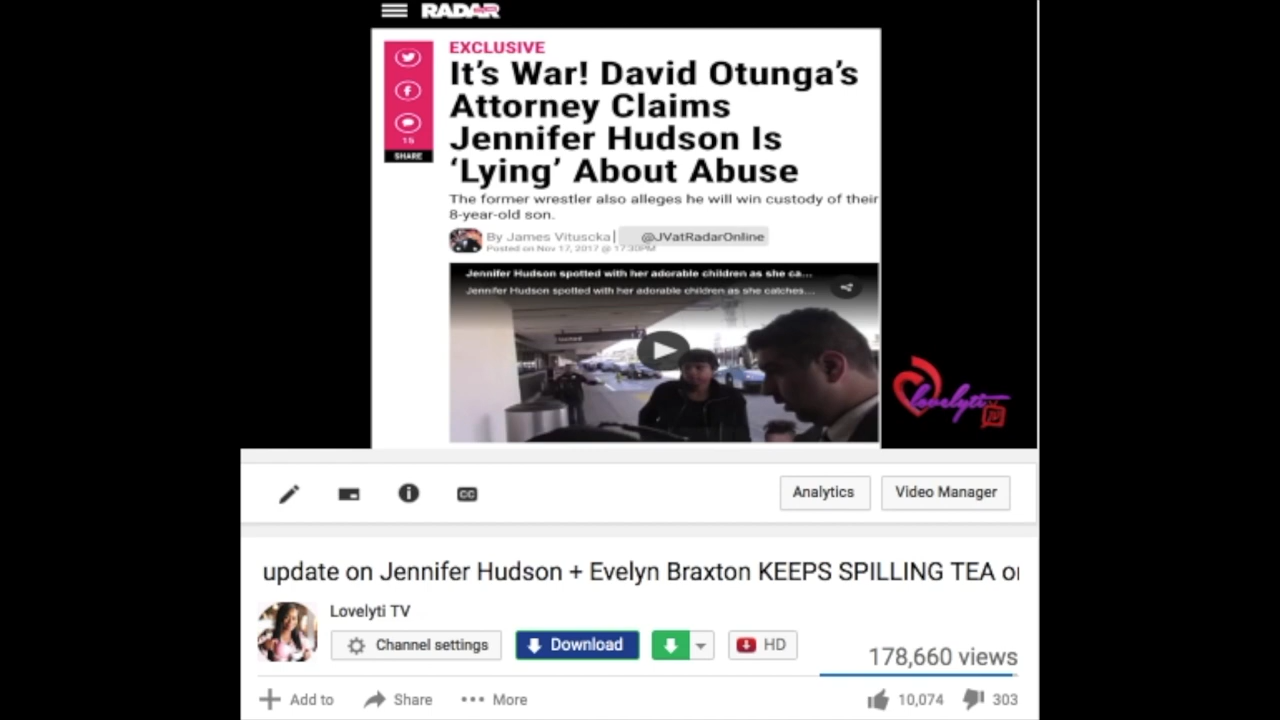 RADAR
EXCLUSIVE
It's War! David Otunga's
Attorney Claims
Jennifer Hudson Is
‘Lying’ About Abuse
15
SHARE
The former wrestler also alleges he will win custody of their
8-year-old son.
By James Vituscka| @JVatRadarOnline
Posted on Nov 17, 2017 @ 17:30PM
Jennifer Hudson spotted with her adorable children as she ca...
Jennifer Hudson spotted with her adorable children as she catches...
lovelyti
TV
CC
Analytics
Video Manager
update on Jennifer Hudson + Evelyn Braxton KEEPS SPILLING TEA o
Lovelyti TV
Channel settings
Download
HD
178,660 views
Add to
Share
More
10,074
303